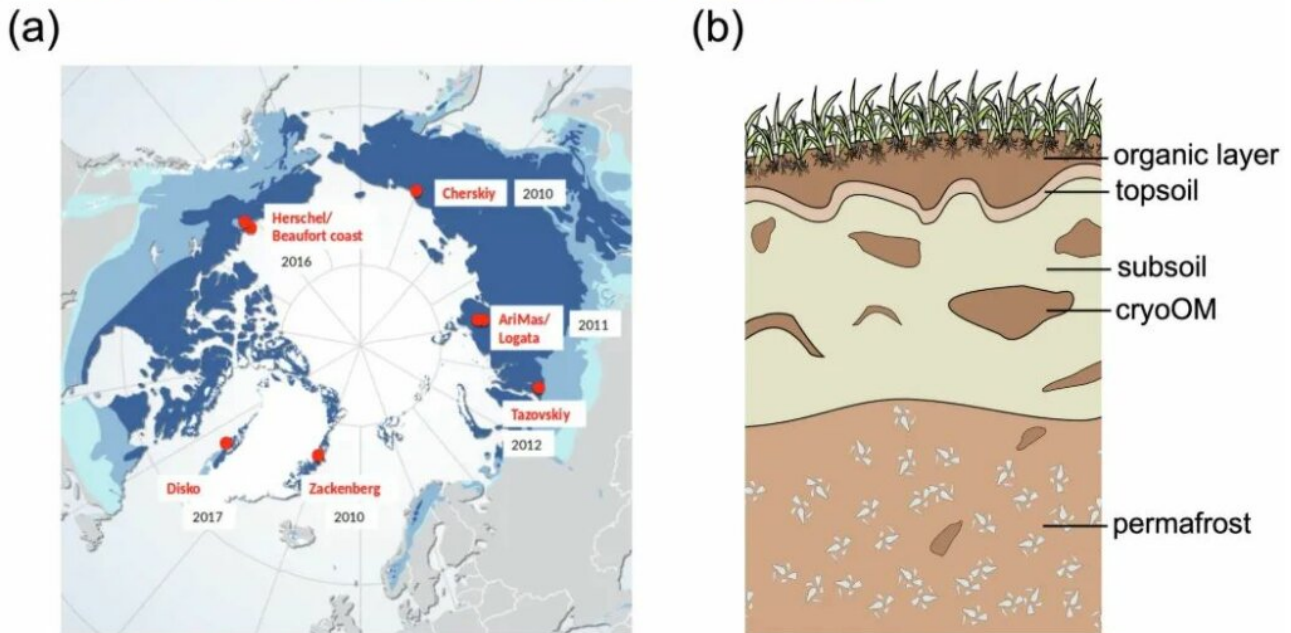 (a)
Cherskiy 2010
Herschel/
Beaufort coast
2016
AriMas/
Logata
2011
Tazovskiy
2012
Disko
2017
Zackenberg
2010
(b)
organic layer
topsoil
subsoil
cryoOM
permafrost